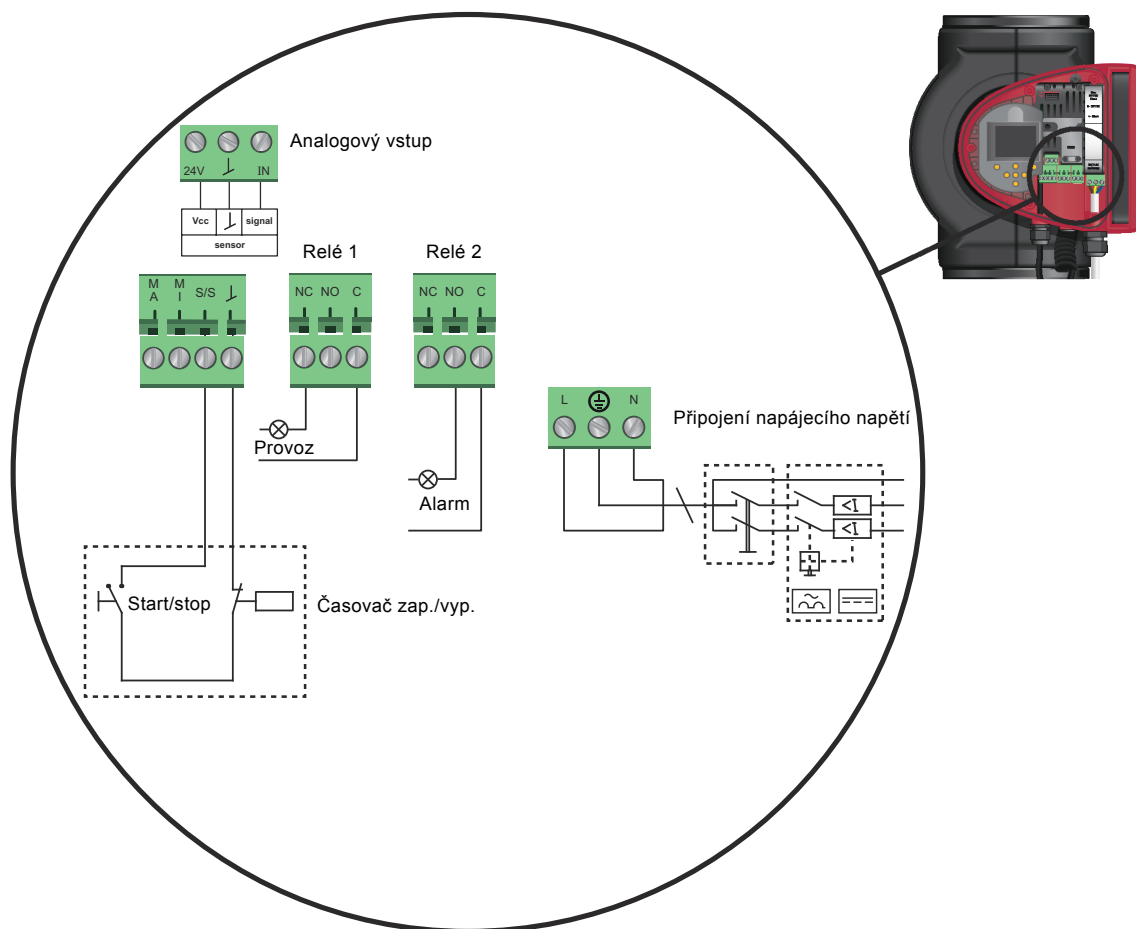 Analogový vstup
24V IN
Vcc signal
sensor
Relé 1
Relé 2
M A M I S/S
NC NO C
NC NO C
Provoz
Alarm
L N
Připojení napájecího napětí
<I
<I
Start/stop
Časovač zap./vyp.